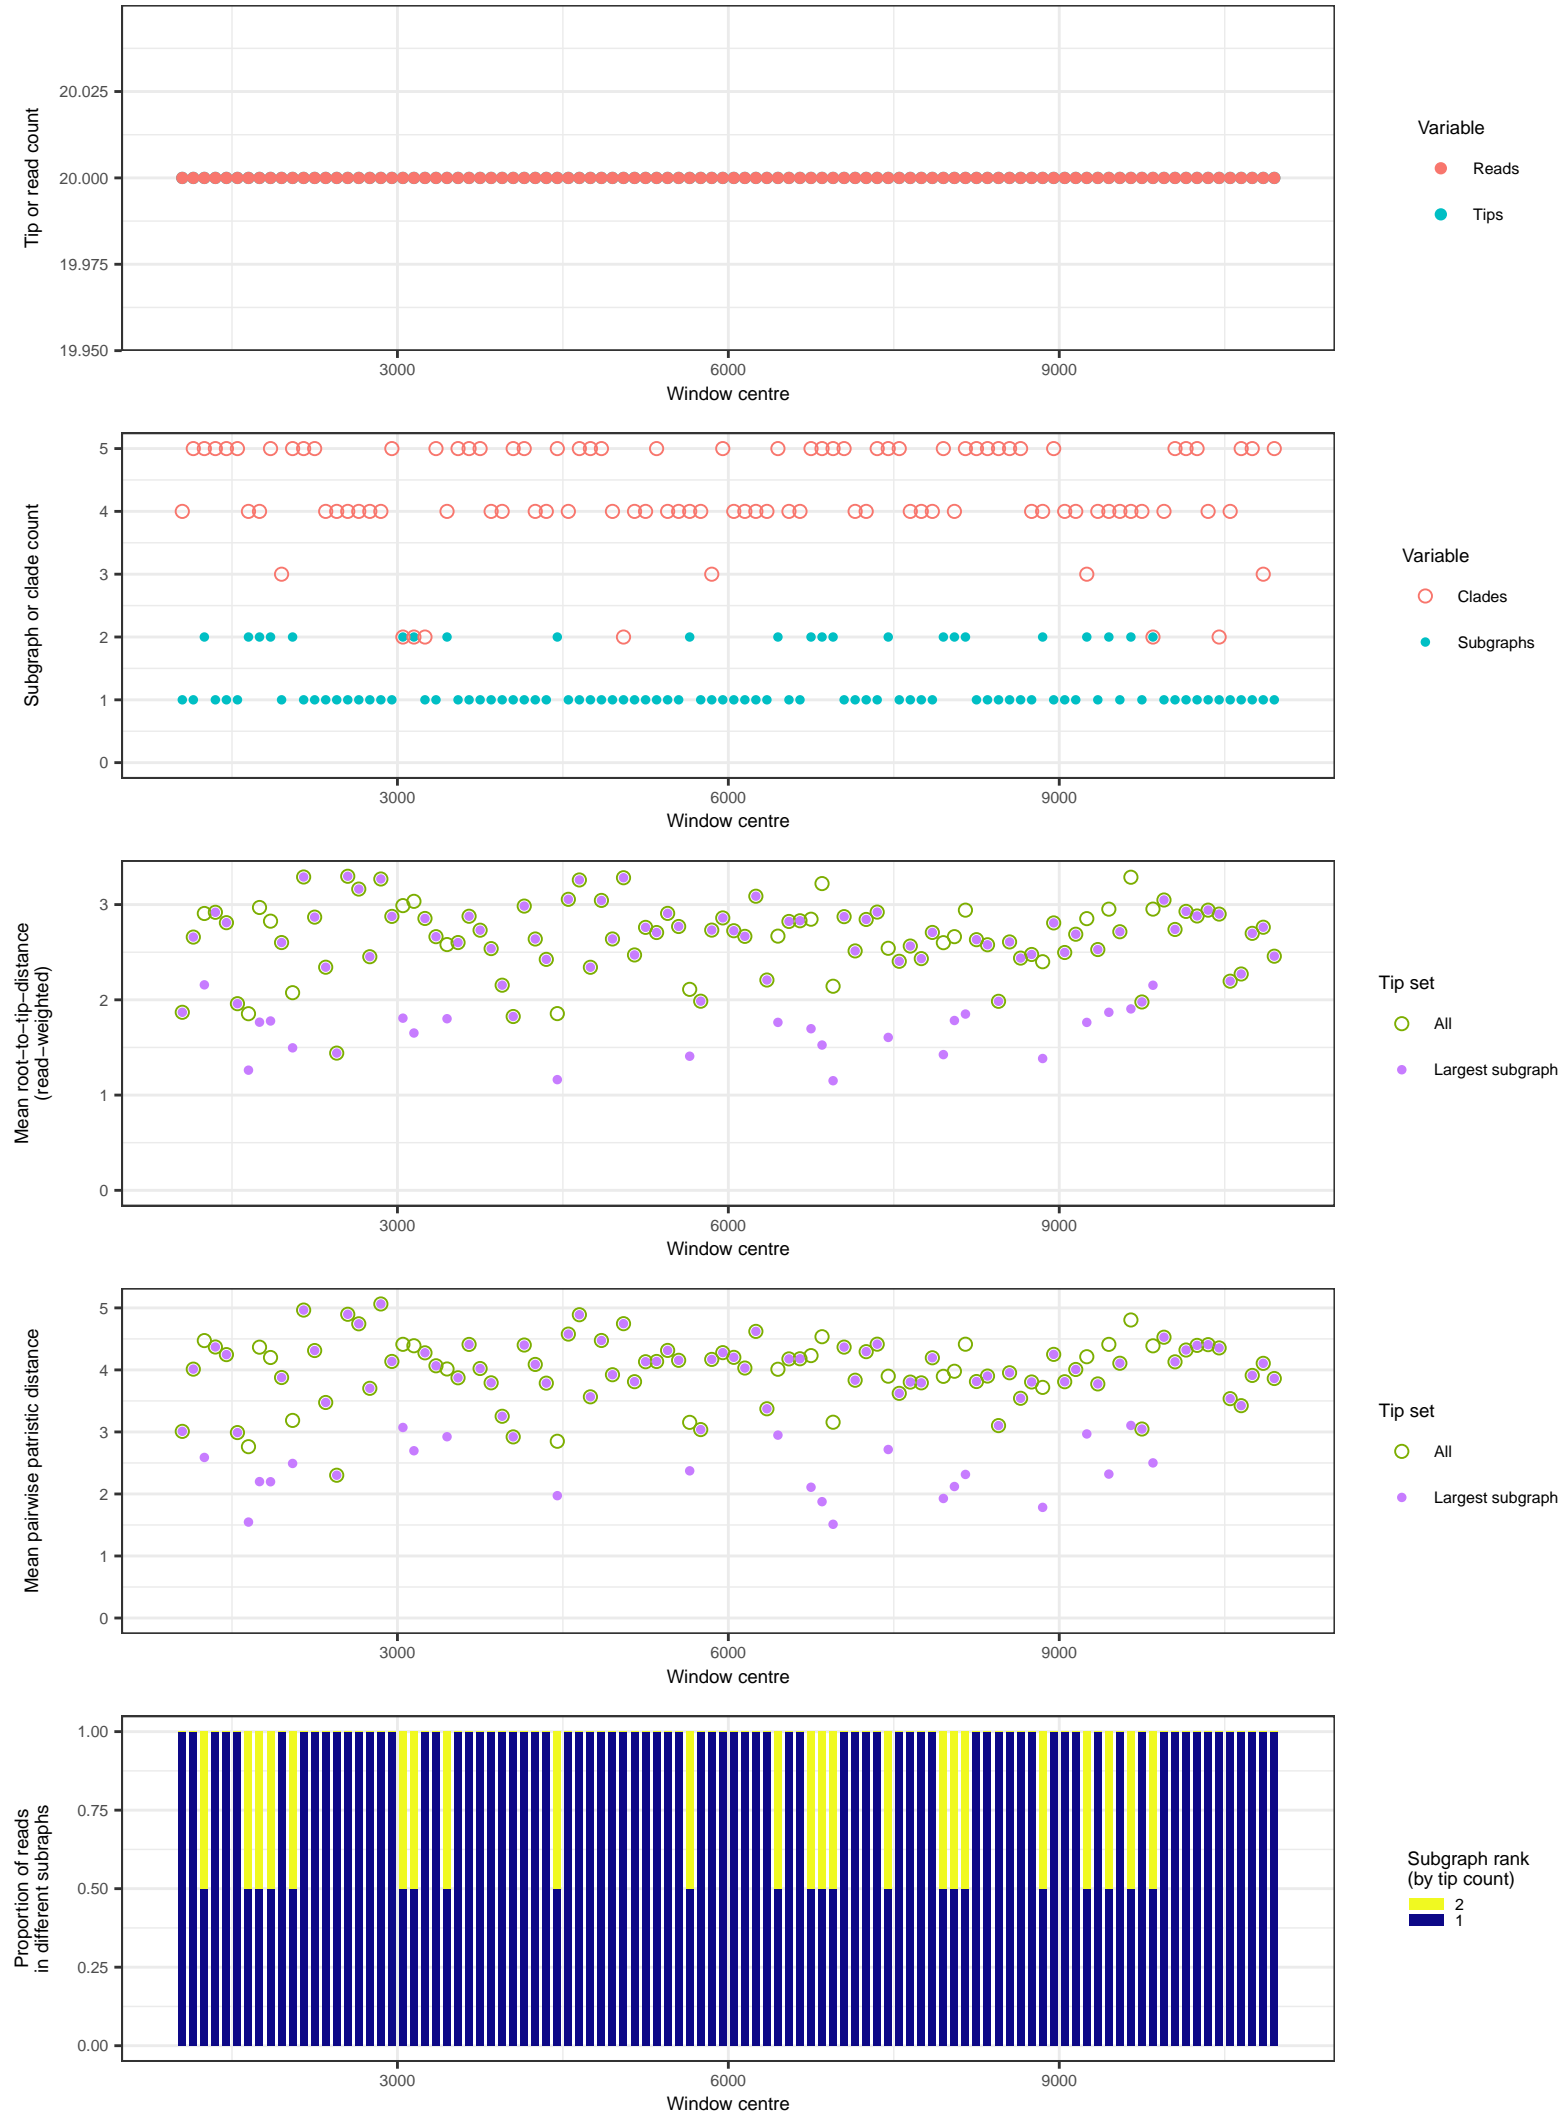 20.025
20.000
19.975
19.950
Tip or read count
3000 6000 9000
Window centre
Variable
Reads
Tips
5
4
3
2
1
0
Subgraph or clade count
3000 6000 9000
Window centre
Variable
Clades
Subgraphs
3
2
1
0
Mean root−to−tip−distance
(read−weighted)
3000 6000 9000
Window centre
Tip set
All
Largest subgraph
5
4
3
2
1
0
Mean pairwise patristic distance
3000 6000 9000
Window centre
Tip set
All
Largest subgraph
1.00
0.75
0.50
0.25
0.00
Proportion of reads
in different subraphs
3000 6000 9000
Window centre
Subgraph rank
(by tip count)
2
1